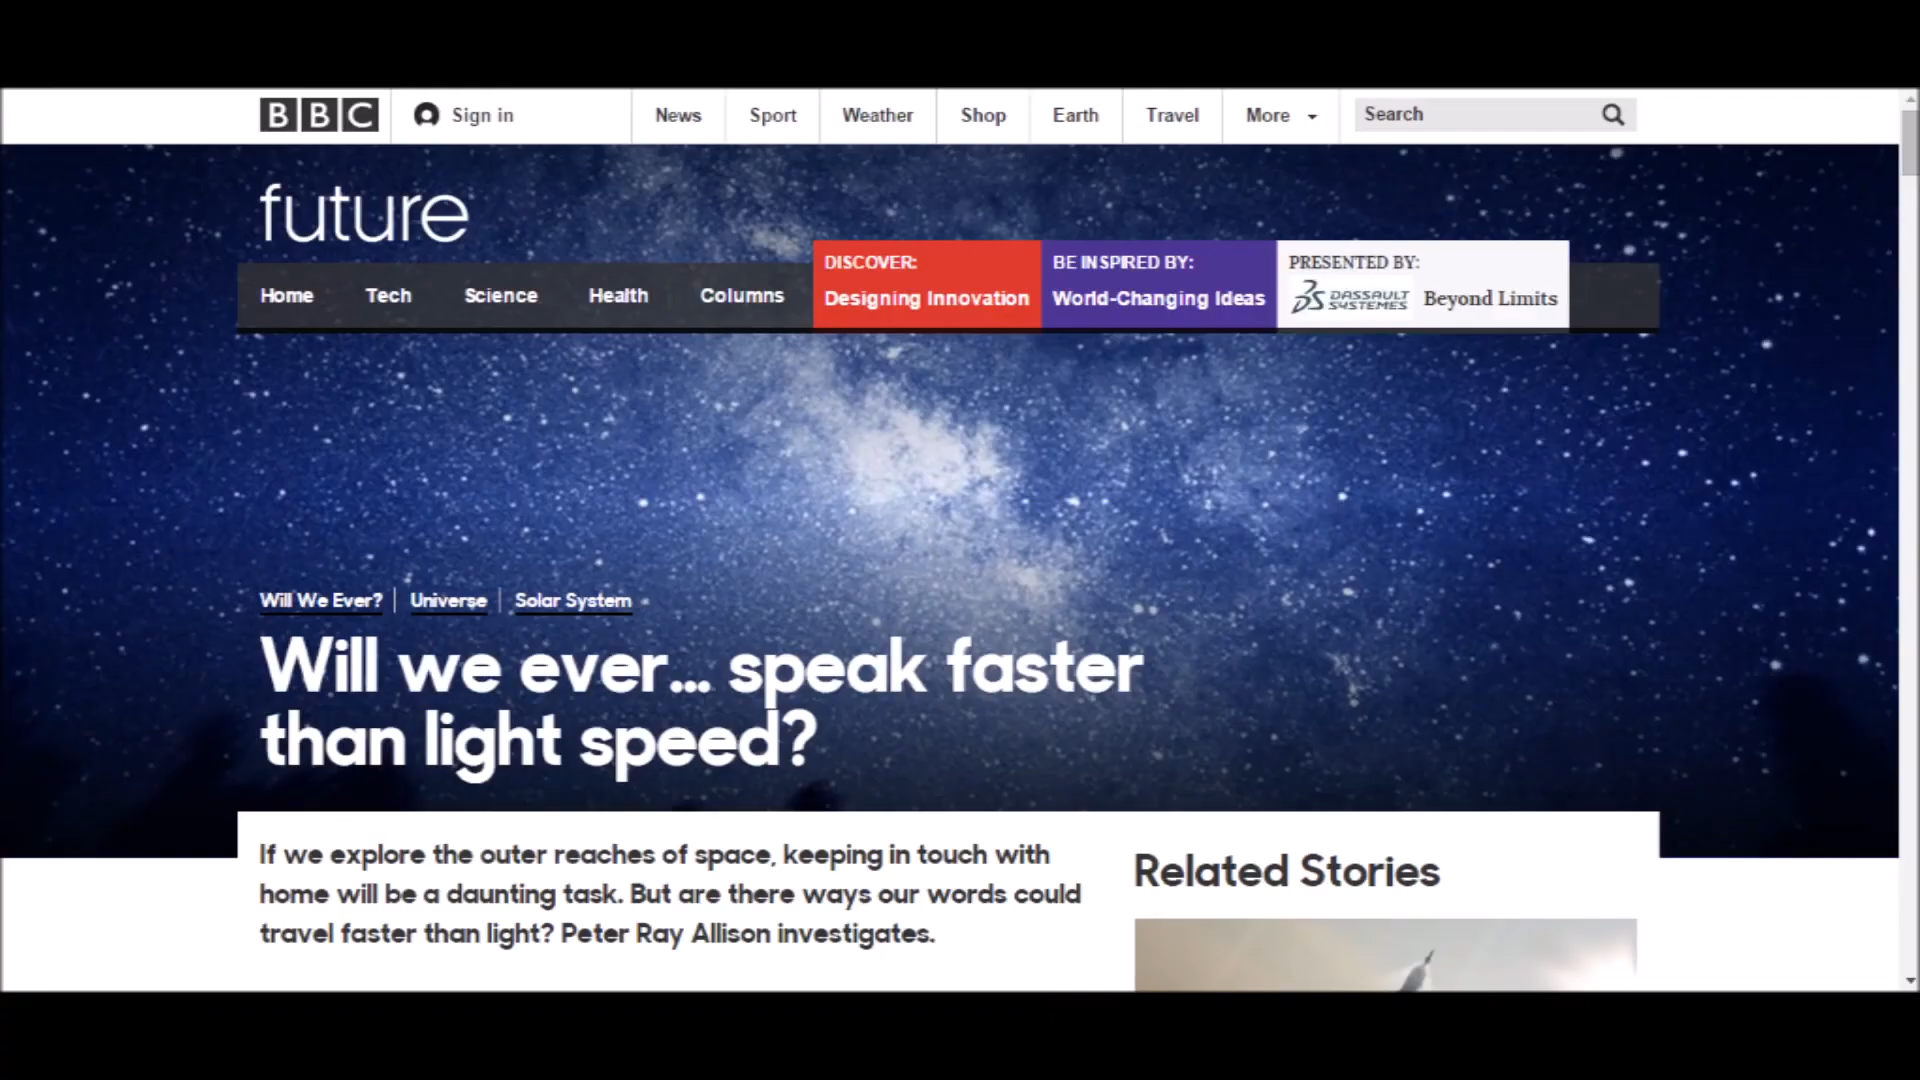 BBC Sign in News Sport Weather Shop Earth Travel More Search
future
DISCOVER: BE INSPIRED BY: PRESENTED BY:
Home Tech Science Health Columns Designing Innovation World-Changing Ideas DASSAULT SYSTEMES Beyond Limits
Will We Ever? Universe Solar System
Will we ever... speak faster
than light speed?
If we explore the outer reaches of space, keeping in touch with
home will be a daunting task. But are there ways our words could
travel faster than light? Peter Ray Allison investigates.
Related Stories